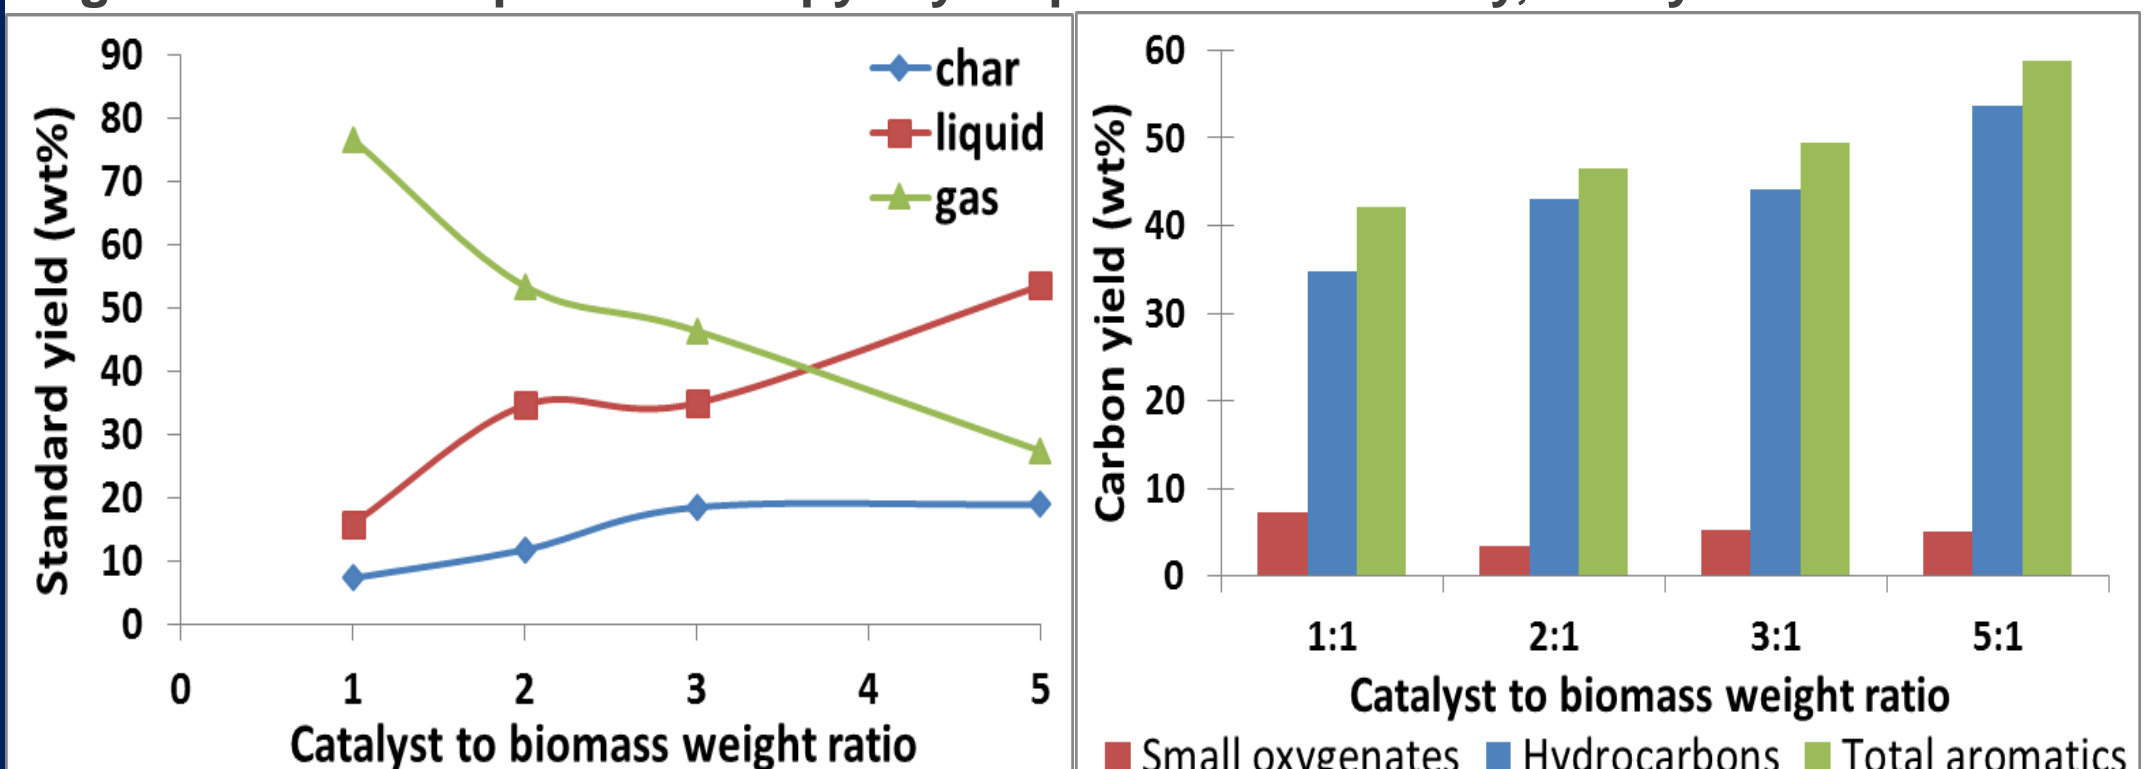 90
80
70
60
50
40
30
20
10
0
Standard yield (wt%)
char
liquid
gas
0 1 2 3 4 5
Catalyst to biomass weight ratio
60
50
40
30
20
10
0
Carbon yield (wt%)
1:1 2:1 3:1 5:1
Catalyst to biomass weight ratio
Small oxygenates Hydrocarbons Total aromatics